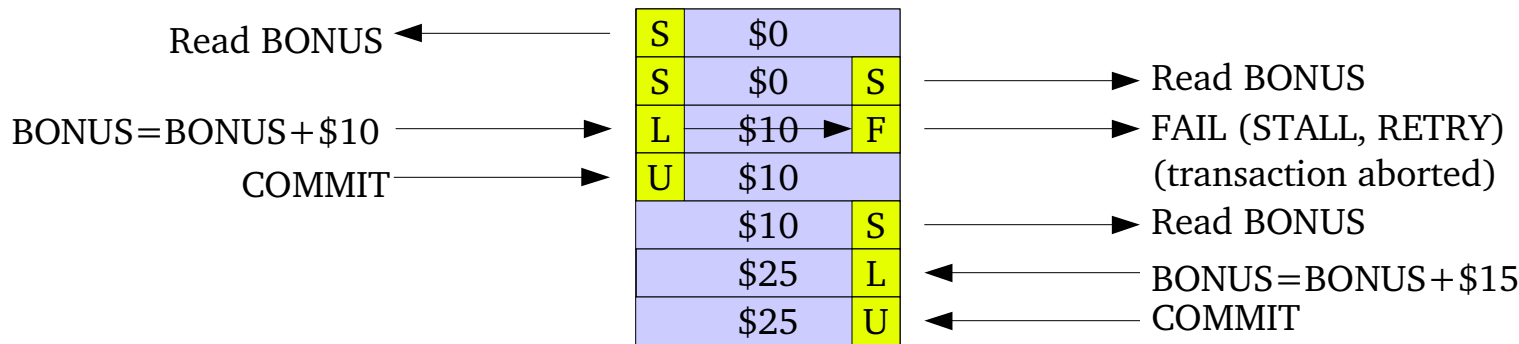 Read BONUS S $0
S $0 S Read BONUS
BONUS=BONUS+$10 L $10 F FAIL (STALL, RETRY)
COMMIT U $10 (transaction aborted)
$10 S Read BONUS
$25 L BONUS=BONUS+$15
$25 U COMMIT